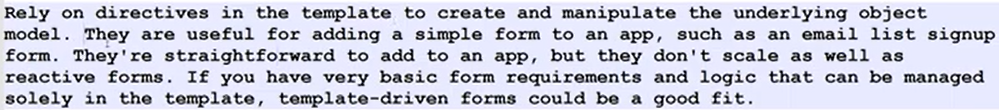 Rely on directives in the template to create and manipulate the underlying object
model. They are useful for adding a simple form to an app, such as an email list signup
form. They're straightforward to add to an app, but they don't scale as well as
reactive forms. If you have very basic form requirements and logic that can be managed
solely in the template, template-driven forms could be a good fit.